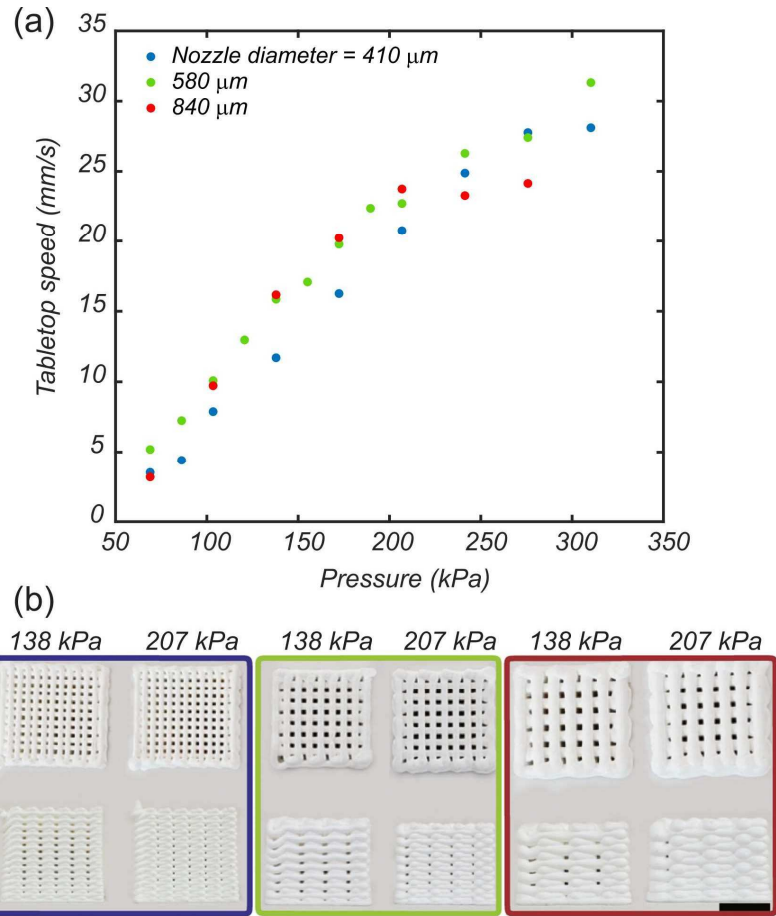 (a)
35
30
25
20
15
10
5
0
Tabletop speed (mm/s)
Nozzle diameter = 410 μm
580 μm
840 μm
50 100 150 200 250 300 350
Pressure (kPa)
(b)
138 kPa 207 kPa 138 kPa 207 kPa 138 kPa 207 kPa